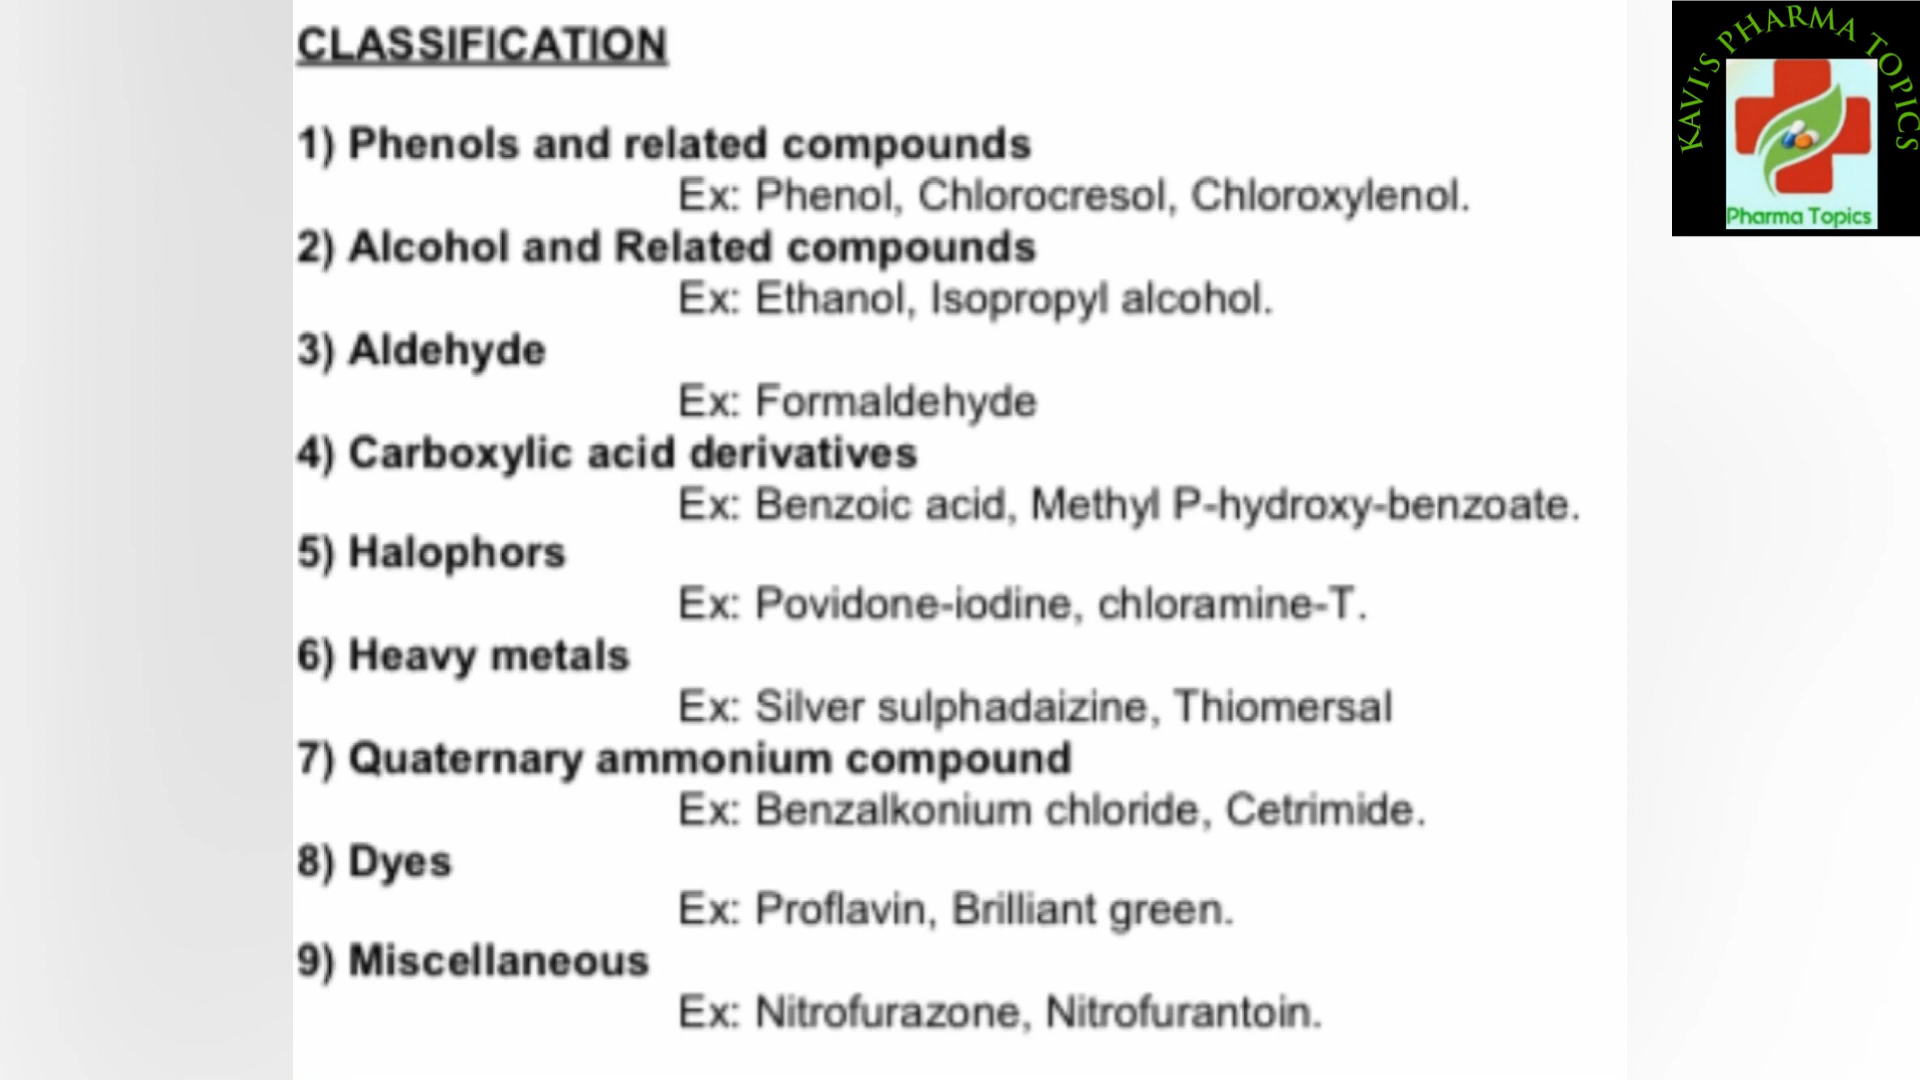 CLASSIFICATION
1) Phenols and related compounds
Ex: Phenol, Chlorocresol, Chloroxylenol.
2) Alcohol and Related compounds
Ex: Ethanol, Isopropyl alcohol.
3) Aldehyde
Ex: Formaldehyde
4) Carboxylic acid derivatives
Ex: Benzoic acid, Methyl P-hydroxy-benzoate.
5) Halophors
Ex: Povidone-iodine, chloramine-T.
6) Heavy metals
Ex: Silver sulphadaizine, Thiomersal
7) Quaternary ammonium compound
Ex: Benzalkonium chloride, Cetrimide.
8) Dyes
Ex: Proflavin, Brilliant green.
9) Miscellaneous
Ex: Nitrofurazone, Nitrofurantoin.
KAVI'S PHARMA TOPICS
Pharma Topics